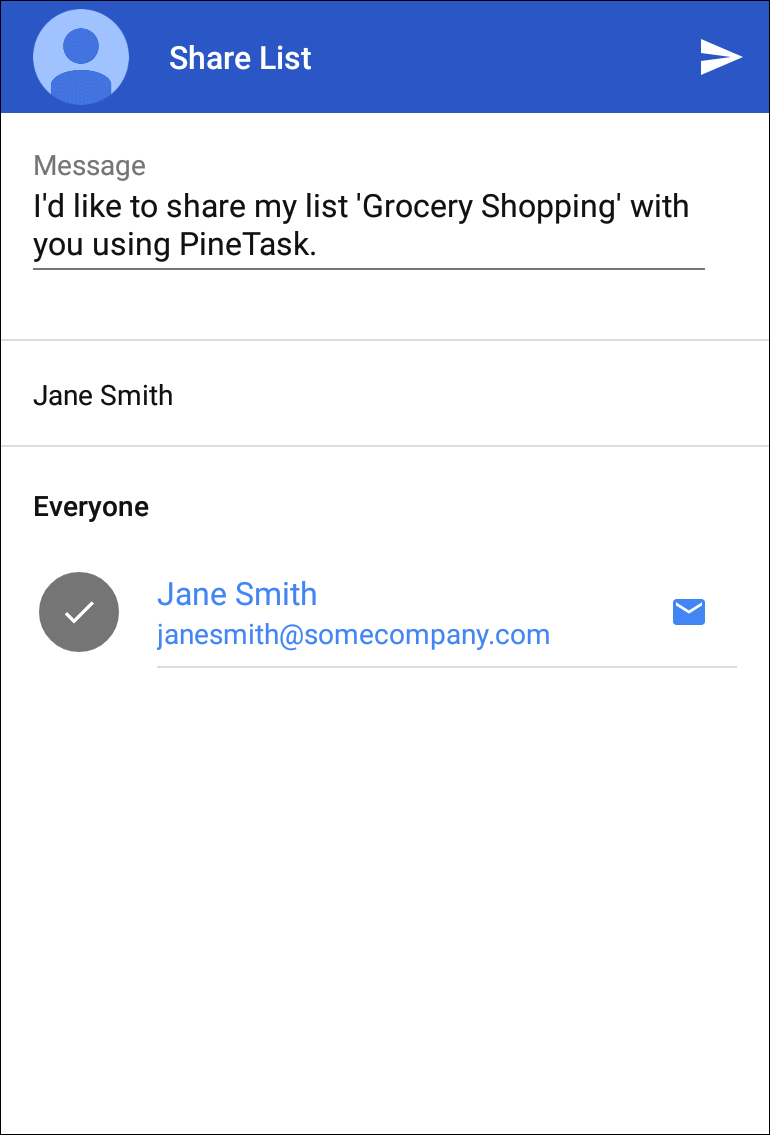 Share List
Message
I'd like to share my list 'Grocery Shopping' with
you using PineTask.
Jane Smith
Everyone
Jane Smith
janesmith@somecompany.com